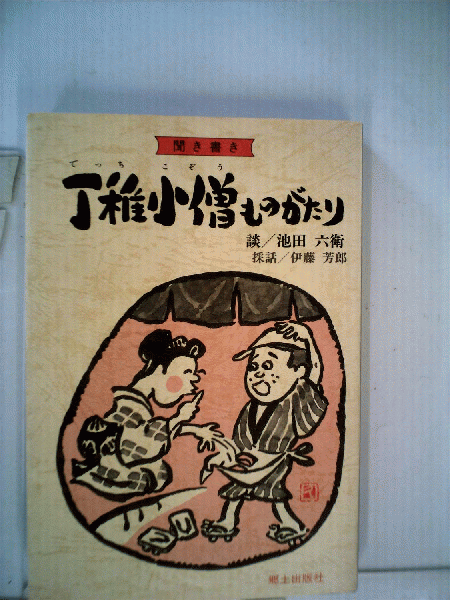 聞き書き
でっち こぞう
丁稚小僧ものがたり
談／池田 六衛
採話／伊藤 芳郎
郷土出版社